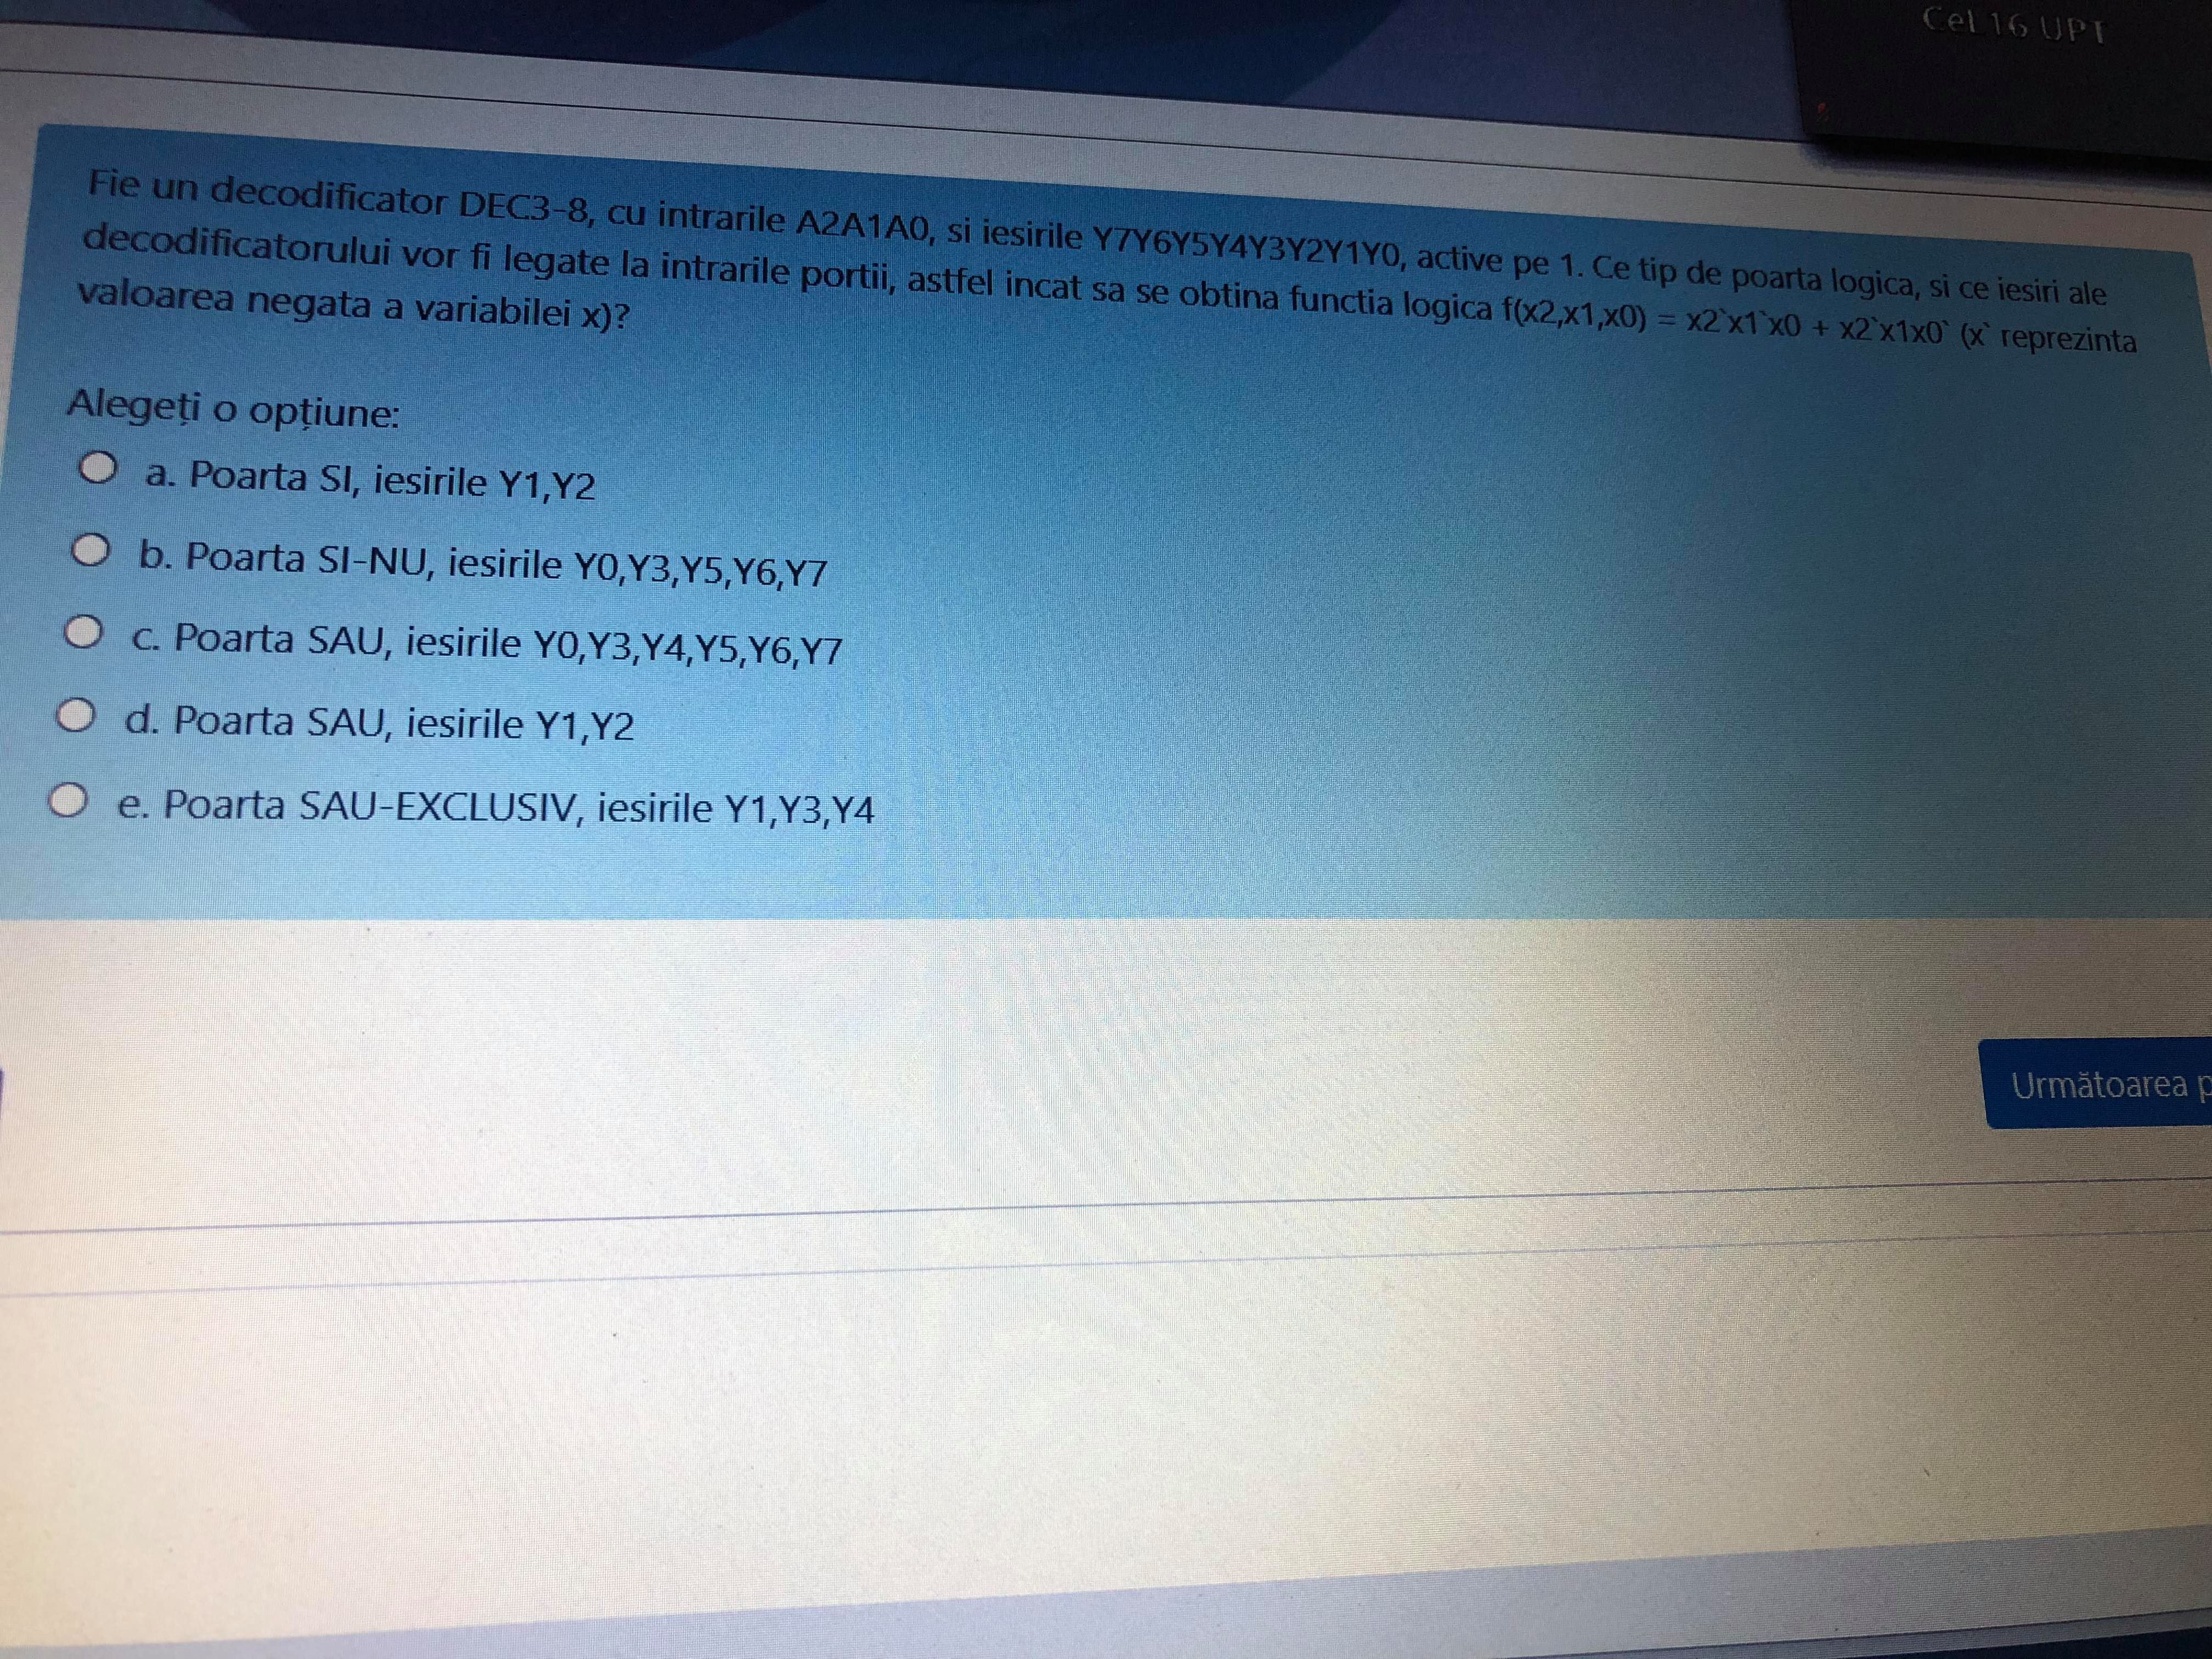 Cel 16 UPT
Fie un decodificator DEC3-8, cu intrarile A2A1A0, si iesirile Y7Y6Y5Y4Y3Y2Y1Y0, active pe 1. Ce tip de poarta logica, si ce iesiri ale
decodificatorului vor fi legate la intrarile portii, astfel incat sa se obtina functia logica f(x2,x1,x0) = x2`x1`x0 + x2`x1x0` (x` reprezinta
valoarea negata a variabilei x)?
Alegeți o opțiune:
a. Poarta SI, iesirile Y1,Y2
b. Poarta SI-NU, iesirile Y0,Y3,Y5,Y6,Y7
c. Poarta SAU, iesirile Y0,Y3,Y4,Y5,Y6,Y7
d. Poarta SAU, iesirile Y1,Y2
e. Poarta SAU-EXCLUSIV, iesirile Y1,Y3,Y4
Următoarea p